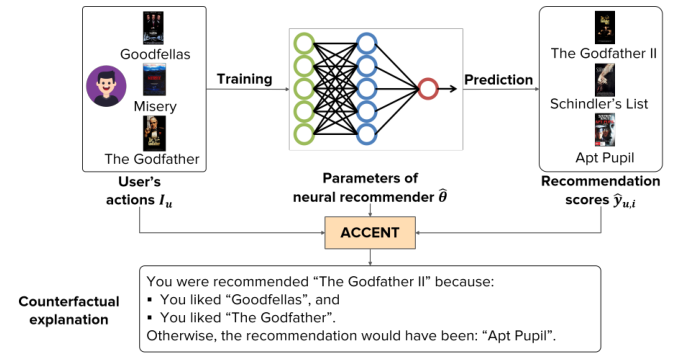 Goodfellas
Misery
The Godfather
Training
Prediction
The Godfather II
Schindler's List
Apt Pupil
User's
actions Iᵤ
Parameters of
neural recommender θ̂
Recommendation
scores ŷᵤ,ᵢ
ACCENT
Counterfactual
explanation
You were recommended “The Godfather II” because:
▪ You liked “Goodfellas”, and
▪ You liked “The Godfather”.
Otherwise, the recommendation would have been: “Apt Pupil”.